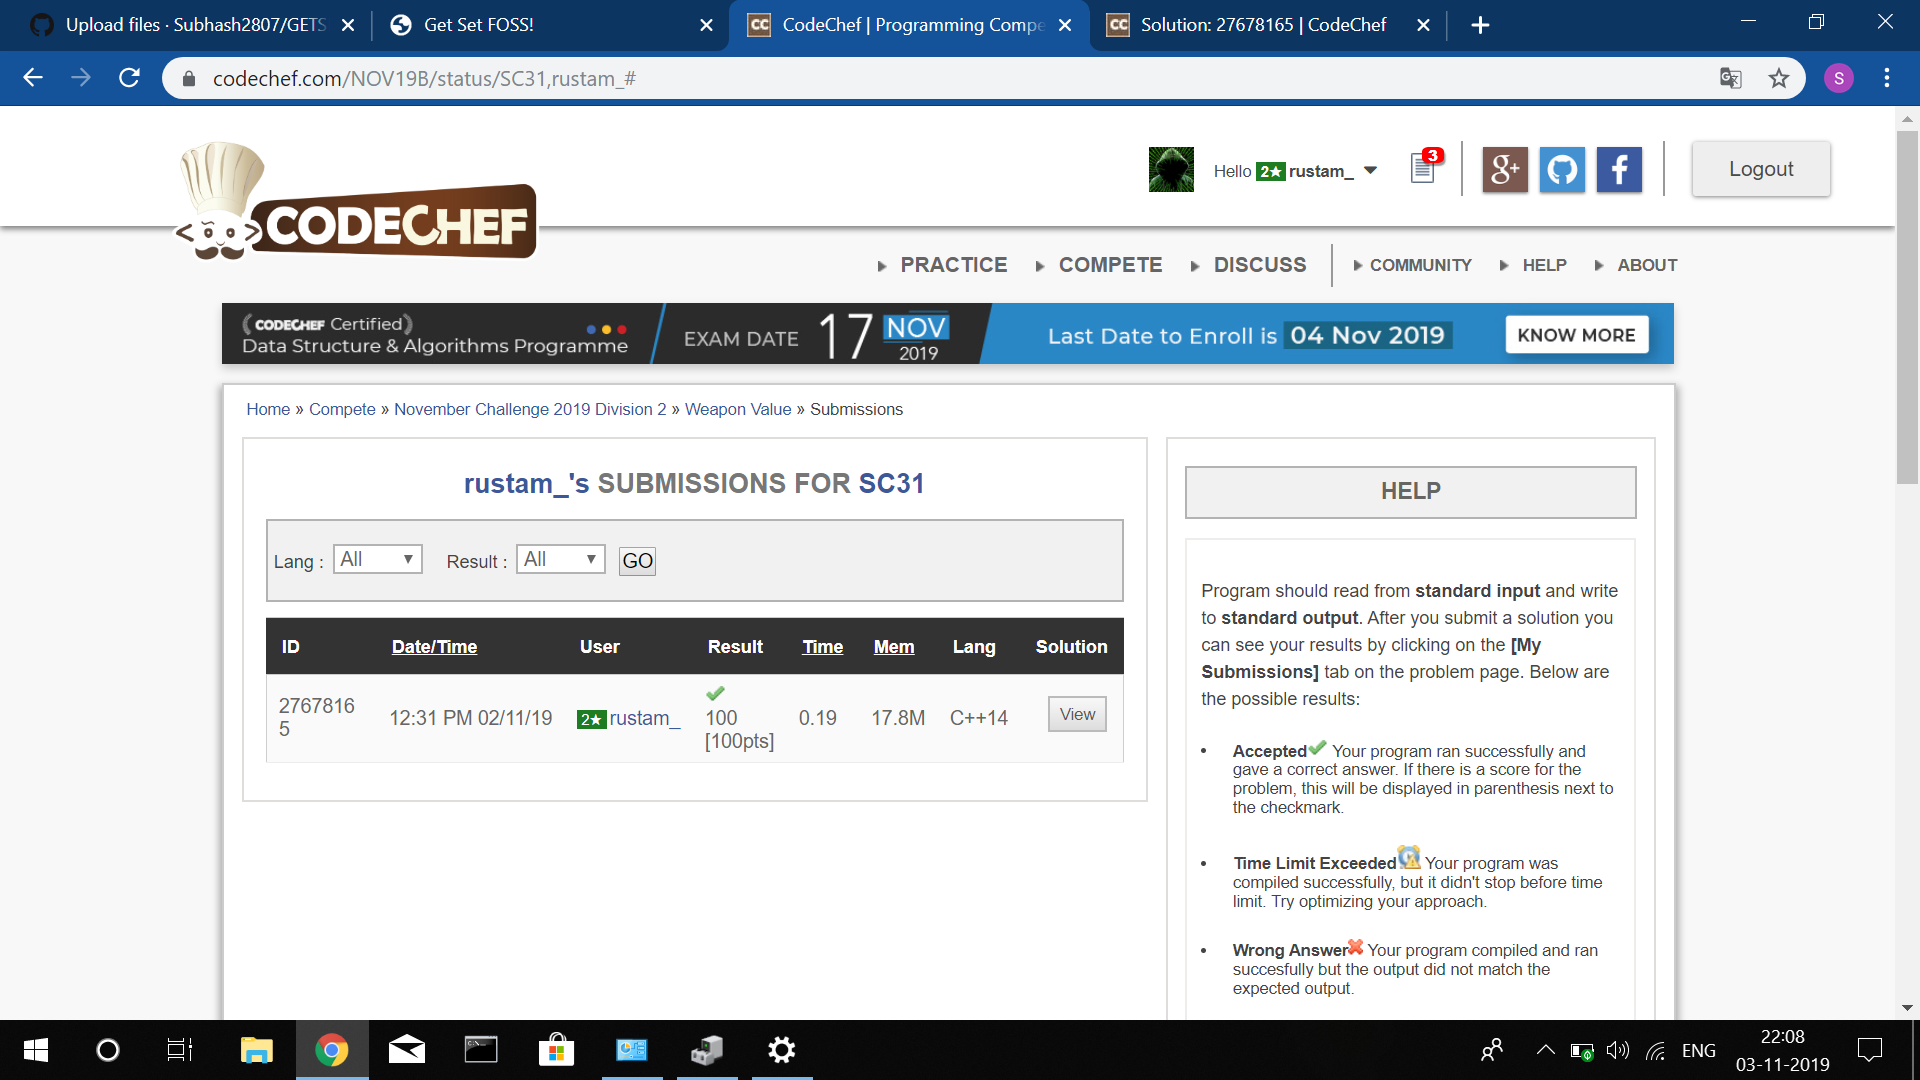 Upload files · Subhash2807/GETS
Get Set FOSS!
CC CodeChef | Programming Compe
CC Solution: 27678165 | CodeChef
codechef.com/NOV19B/status/SC31,rustam_#
S
CODECHEF
Hello 2★ rustam_
3
g+
f
Logout
PRACTICE
COMPETE
DISCUSS
COMMUNITY
HELP
ABOUT
(CODECHEF Certified)
Data Structure & Algorithms Programme
EXAM DATE 17 NOV 2019
Last Date to Enroll is 04 Nov 2019
KNOW MORE
Home » Compete » November Challenge 2019 Division 2 » Weapon Value » Submissions
rustam_'s SUBMISSIONS FOR SC31
Lang : All Result : All GO
ID Date/Time User Result Time Mem Lang Solution
2767816
5
12:31 PM 02/11/19
2★ rustam_
100
[100pts]
0.19
17.8M
C++14
View
HELP
Program should read from standard input and write
to standard output. After you submit a solution you
can see your results by clicking on the [My
Submissions] tab on the problem page. Below are
the possible results:
• Accepted Your program ran successfully and
gave a correct answer. If there is a score for the
problem, this will be displayed in parenthesis next to
the checkmark.
• Time Limit Exceeded Your program was
compiled successfully, but it didn't stop before time
limit. Try optimizing your approach.
• Wrong Answer Your program compiled and ran
succesfully but the output did not match the
expected output.
ENG
22:08
03-11-2019